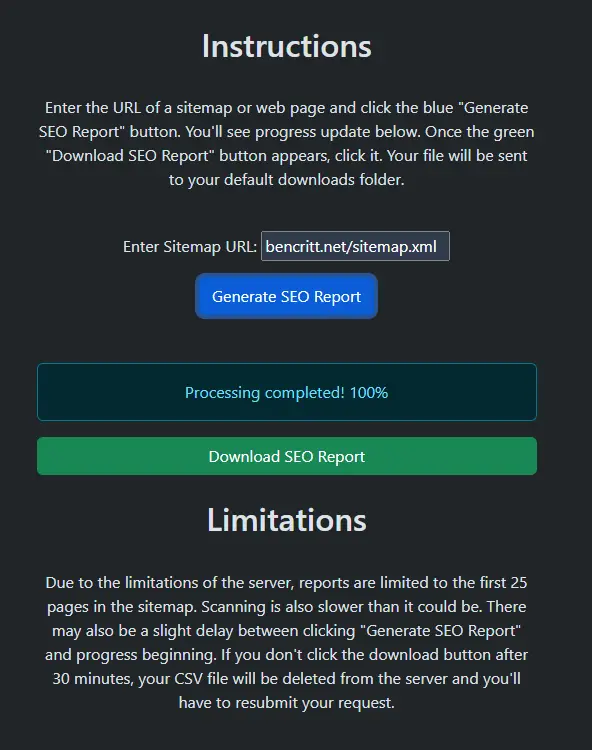 Instructions
Enter the URL of a sitemap or web page and click the blue "Generate
SEO Report" button. You'll see progress update below. Once the green
"Download SEO Report" button appears, click it. Your file will be sent
to your default downloads folder.
Enter Sitemap URL: bencritt.net/sitemap.xml
Generate SEO Report
Processing completed! 100%
Download SEO Report
Limitations
Due to the limitations of the server, reports are limited to the first 25
pages in the sitemap. Scanning is also slower than it could be. There
may also be a slight delay between clicking "Generate SEO Report"
and progress beginning. If you don't click the download button after
30 minutes, your CSV file will be deleted from the server and you'll
have to resubmit your request.